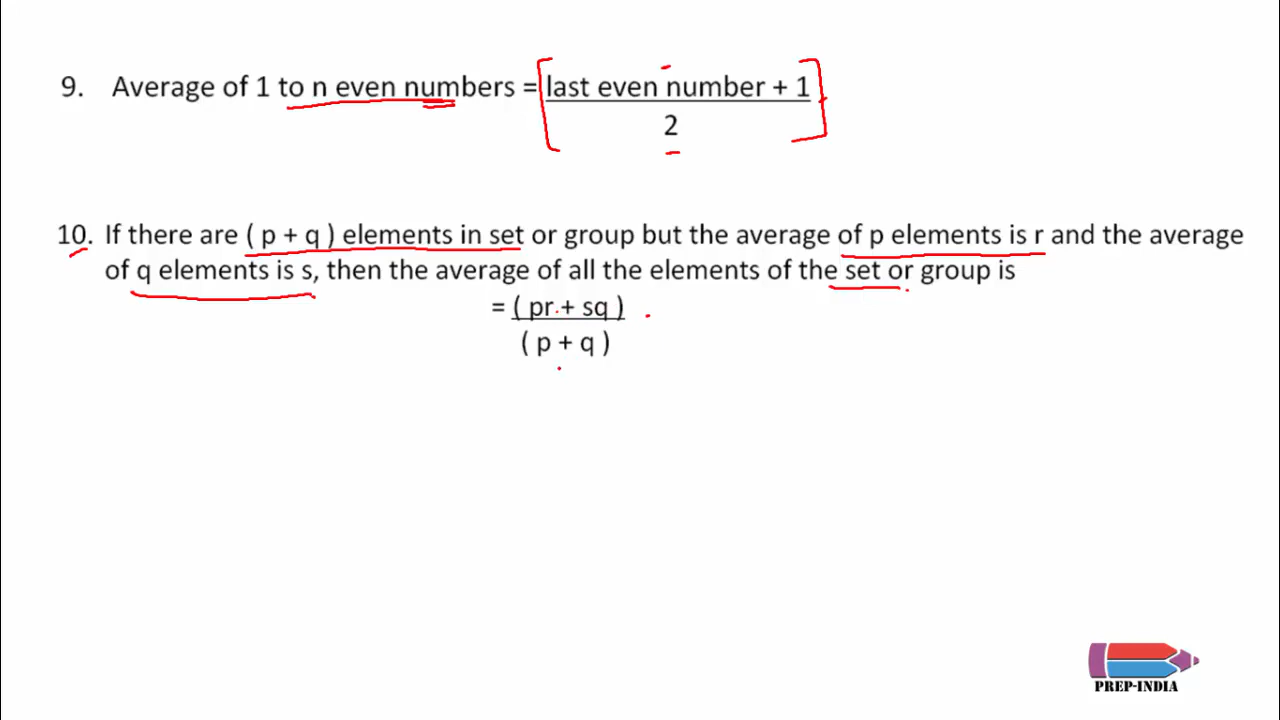 9. Average of 1 to n even numbers = last even number + 1
2
10. If there are ( p + q ) elements in set or group but the average of p elements is r and the average
of q elements is s, then the average of all the elements of the set or group is
= ( pr + sq )
( p + q )
PREP-INDIA